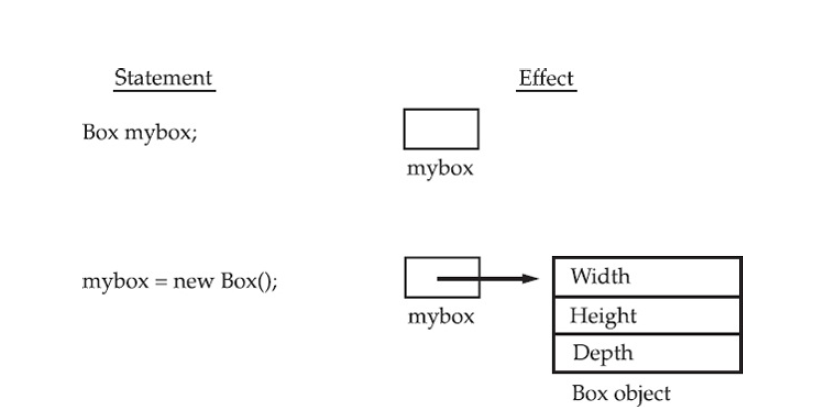 Statement
Effect
Box mybox;
mybox
mybox = new Box();
mybox
Width
Height
Depth
Box object